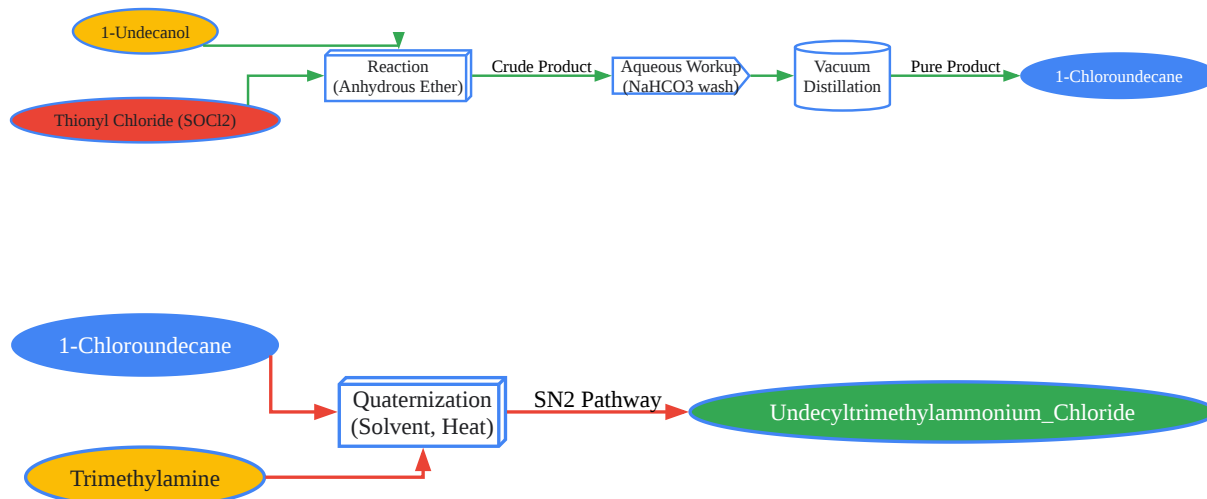 1-Undecanol
Thionyl Chloride (SOCl2)
Reaction
(Anhydrous Ether)
Crude Product
Aqueous Workup
(NaHCO3 wash)
Vacuum
Distillation
Pure Product
1-Chloroundecane
1-Chloroundecane
Trimethylamine
Quaternization
(Solvent, Heat)
SN2 Pathway
Undecyltrimethylammonium_Chloride